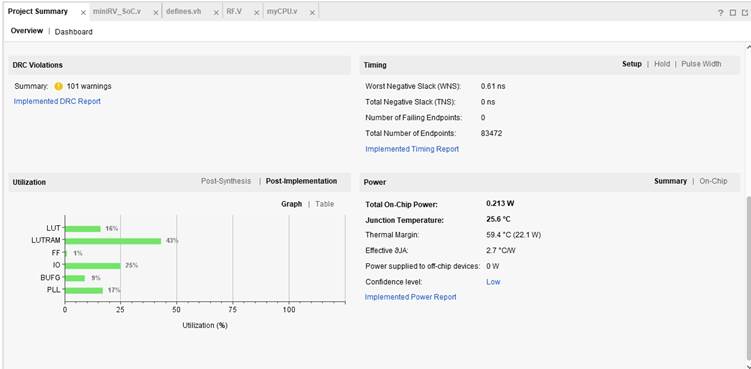 Project Summary × miniRV_SoC.v × defines.vh × RF.V × myCPU.v ×
Overview | Dashboard
DRC Violations
Summary: 101 warnings
Implemented DRC Report
Timing Setup | Hold | Pulse Width
Worst Negative Slack (WNS): 0.61 ns
Total Negative Slack (TNS): 0 ns
Number of Failing Endpoints: 0
Total Number of Endpoints: 83472
Implemented Timing Report
Utilization Post-Synthesis | Post-Implementation
Graph | Table
LUT 16%
LUTRAM 43%
FF 1%
IO 25%
BUFG 9%
PLL 17%
0 25 50 75 100
Utilization (%)
Power Summary | On-Chip
Total On-Chip Power: 0.213 W
Junction Temperature: 25.6 °C
Thermal Margin: 59.4 °C (22.1 W)
Effective ϑJA: 2.7 °C/W
Power supplied to off-chip devices: 0 W
Confidence level: Low
Implemented Power Report